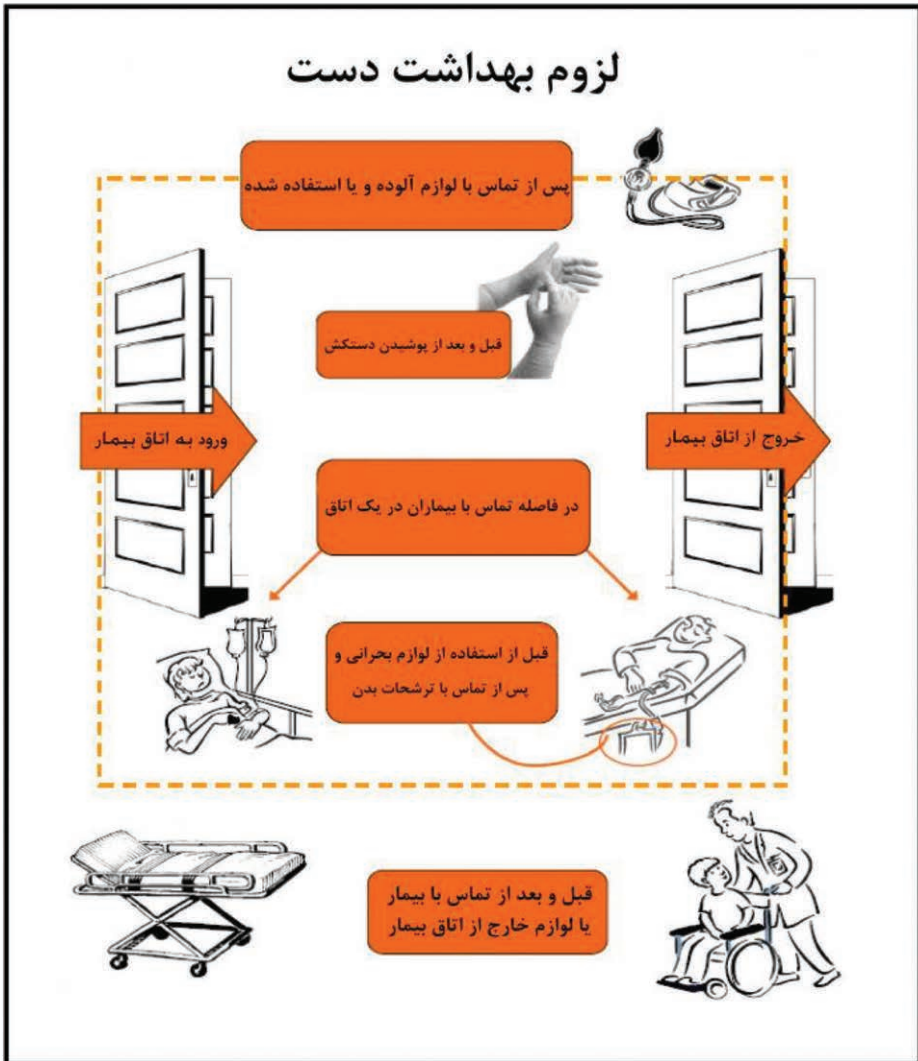 لزوم بهداشت دست
پس از تماس با لوازم آلوده و یا استفاده شده
قبل و بعد از پوشیدن دستکش
خروج از اتاق بیمار
ورود به اتاق بیمار
در فاصله تماس با بیماران در یک اتاق
قبل از استفاده از لوازم بحرانی و
پس از تماس با ترشحات بدن
قبل و بعد از تماس با بیمار
یا لوازم خارج از اتاق بیمار